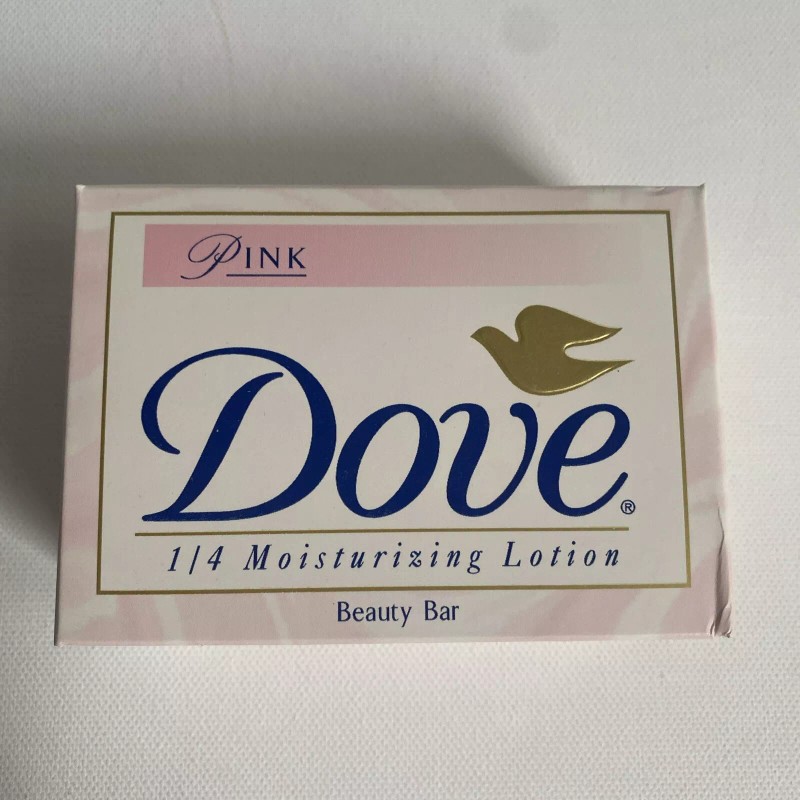 PINK
Dove®
1/4 Moisturizing Lotion
Beauty Bar